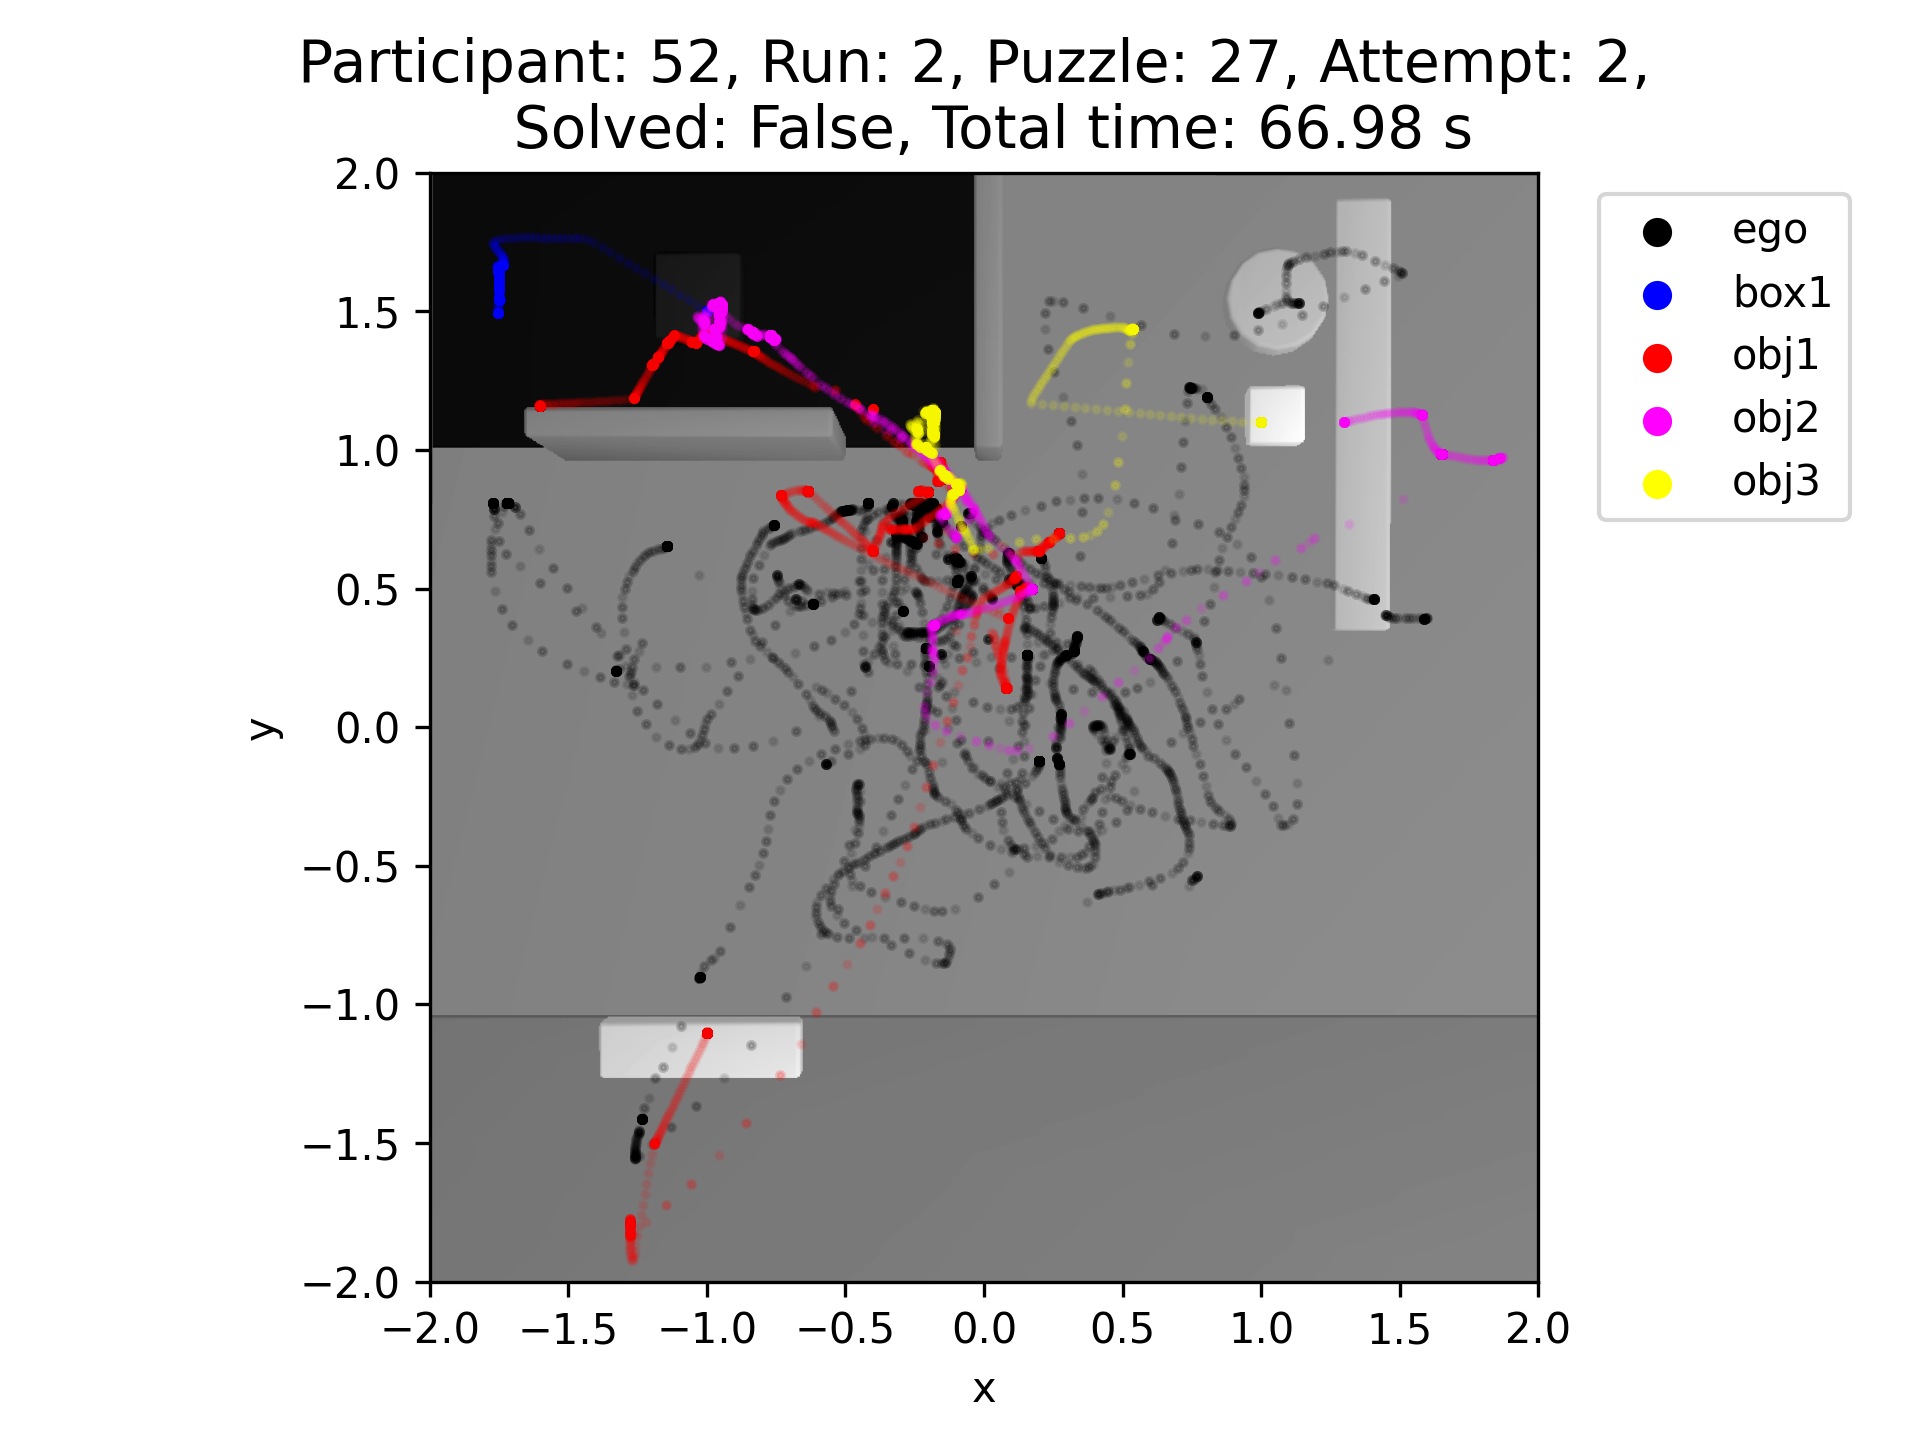 Participant: 52, Run: 2, Puzzle: 27, Attempt: 2,
Solved: False, Total time: 66.98 s
2.0
1.5
1.0
0.5
0.0
−0.5
−1.0
−1.5
−2.0
y
−2.0 −1.5 −1.0 −0.5 0.0 0.5 1.0 1.5 2.0
x
ego
box1
obj1
obj2
obj3